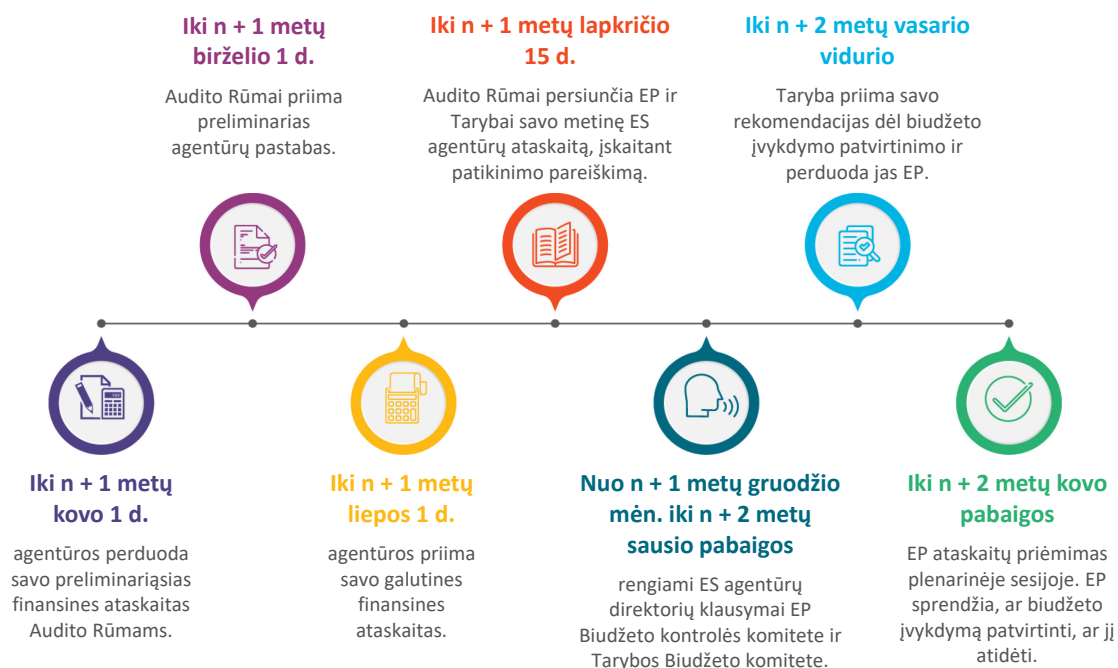 Iki n + 1 metų
birželio 1 d.
Audito Rūmai priima
preliminarias
agentūrų pastabas.
Iki n + 1 metų lapkričio
15 d.
Audito Rūmai persiunčia EP ir
Tarybai savo metinę ES
agentūrų ataskaitą, įskaitant
patikinimo pareiškimą.
Iki n + 2 metų vasario
vidurio
Taryba priima savo
rekomendacijas dėl biudžeto
įvykdymo patvirtinimo ir
perduoda jas EP.
Iki n + 1 metų
kovo 1 d.
agentūros perduoda
savo preliminariąsias
finansines ataskaitas
Audito Rūmams.
Iki n + 1 metų
liepos 1 d.
agentūros priima
savo galutines
finansines
ataskaitas.
Nuo n + 1 metų gruodžio
mėn. iki n + 2 metų
sausio pabaigos
rengiami ES agentūrų
direktorių klausymai EP
Biudžeto kontrolės komitete ir
Tarybos Biudžeto komitete.
Iki n + 2 metų kovo
pabaigos
EP ataskaitų priėmimas
plenarinėje sesijoje. EP
sprendžia, ar biudžeto
įvykdymą patvirtinti, ar jį
atidėti.